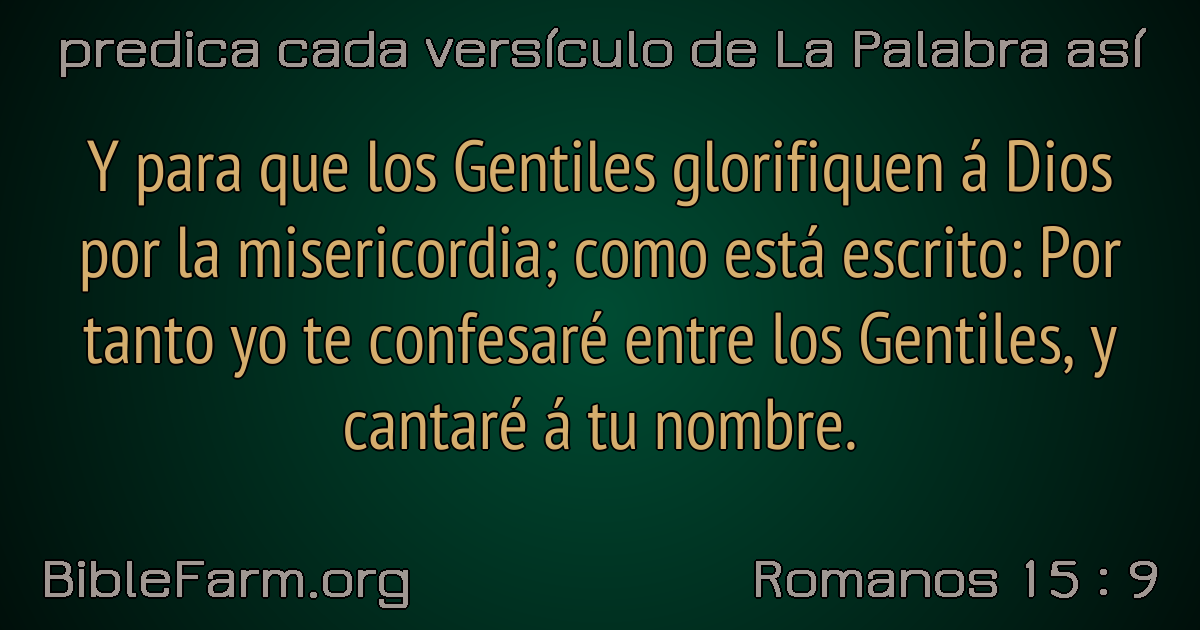 predica cada versículo de La Palabra así
Y para que los Gentiles glorifiquen á Dios
por la misericordia; como está escrito: Por
tanto yo te confesaré entre los Gentiles, y
cantaré á tu nombre.
BibleFarm.org
Romanos 15 : 9